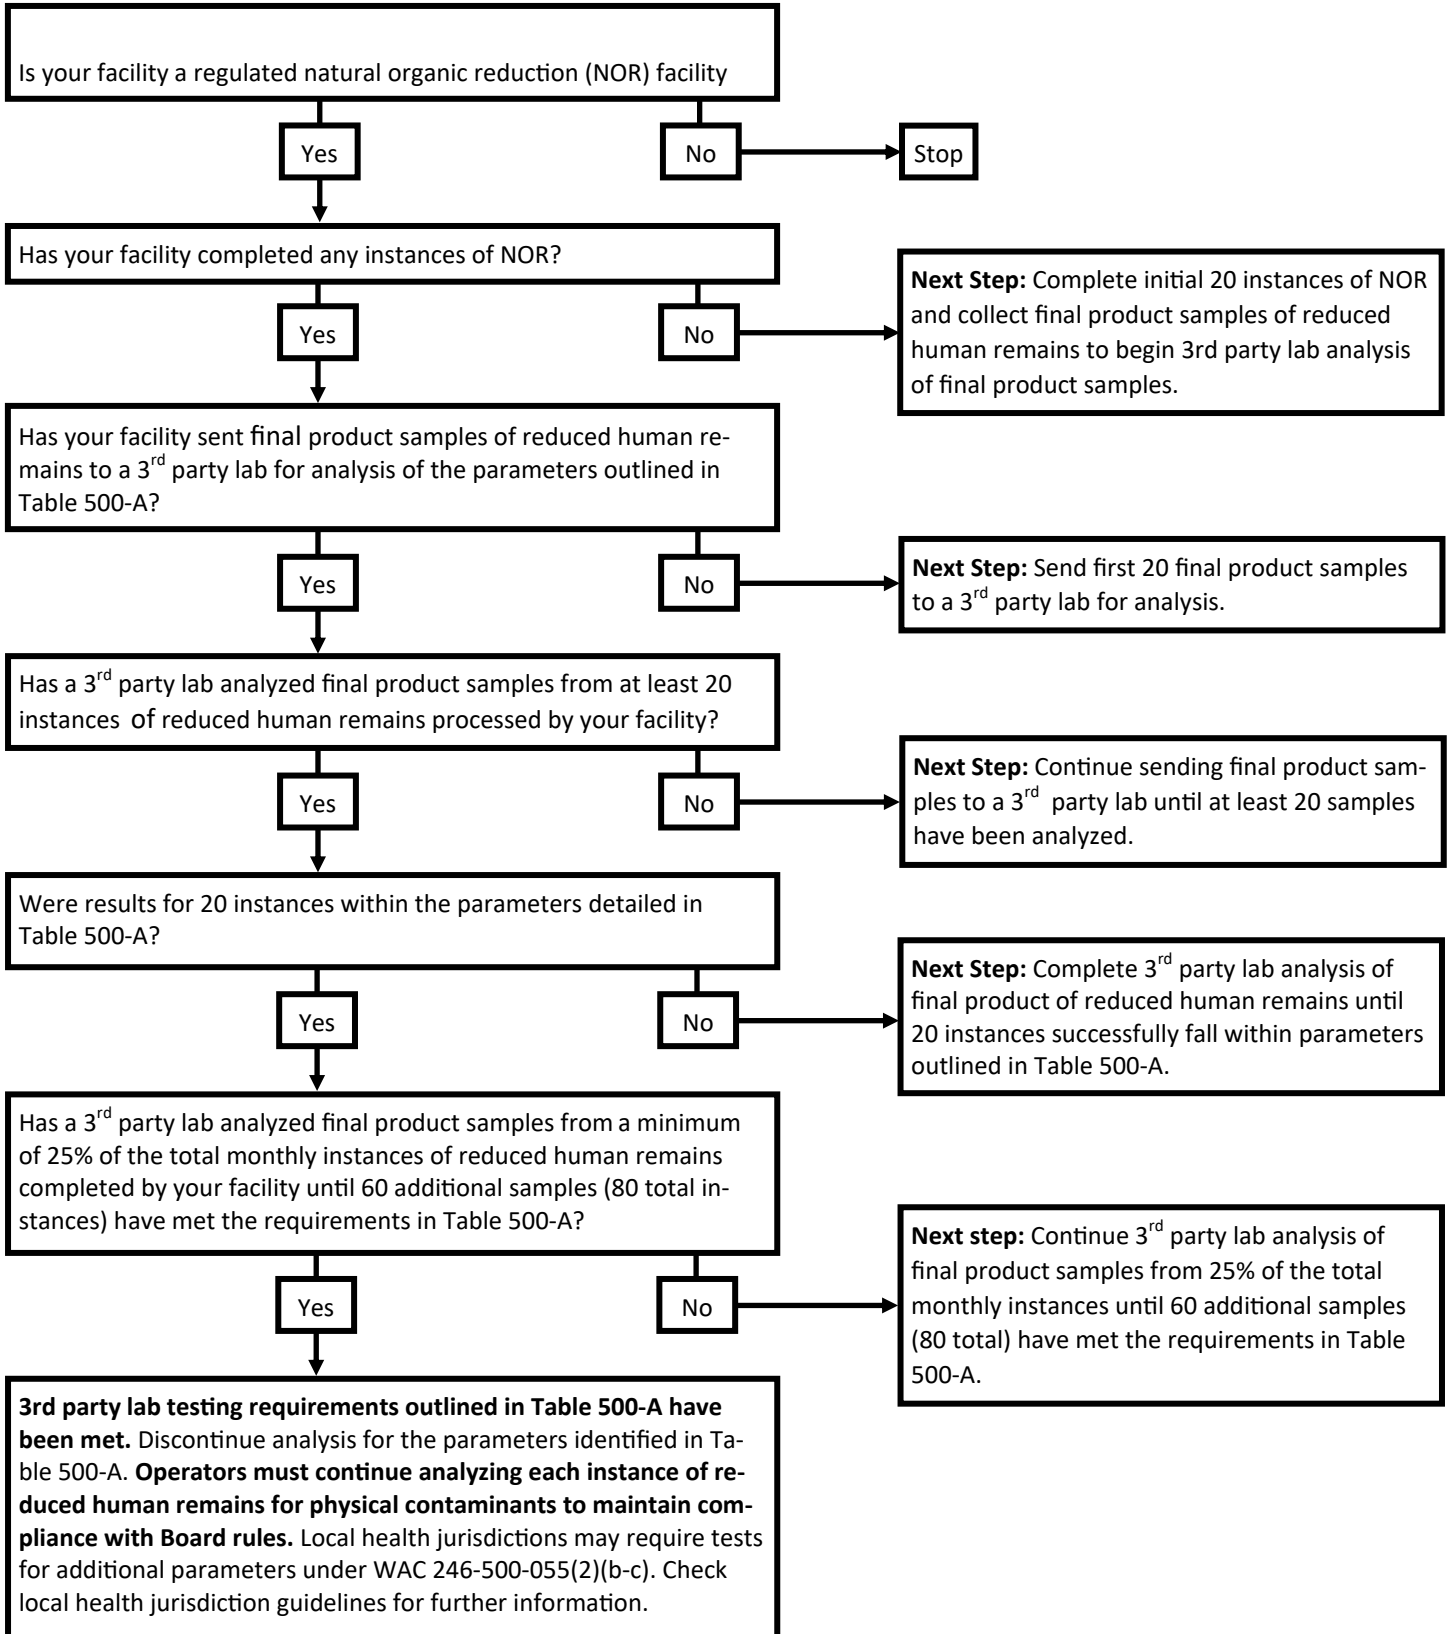 Is your facility a regulated natural organic reduction (NOR) facility
Yes
No
Stop
Has your facility completed any instances of NOR?
Yes
No
Next Step: Complete initial 20 instances of NOR
and collect final product samples of reduced
human remains to begin 3rd party lab analysis
of final product samples.
Has your facility sent final product samples of reduced human re-
mains to a 3rd party lab for analysis of the parameters outlined in
Table 500-A?
Yes
No
Next Step: Send first 20 final product samples
to a 3rd party lab for analysis.
Has a 3rd party lab analyzed final product samples from at least 20
instances of reduced human remains processed by your facility?
Yes
No
Next Step: Continue sending final product sam-
ples to a 3rd party lab until at least 20 samples
have been analyzed.
Were results for 20 instances within the parameters detailed in
Table 500-A?
Yes
No
Next Step: Complete 3rd party lab analysis of
final product of reduced human remains until
20 instances successfully fall within parameters
outlined in Table 500-A.
Has a 3rd party lab analyzed final product samples from a minimum
of 25% of the total monthly instances of reduced human remains
completed by your facility until 60 additional samples (80 total in-
stances) have met the requirements in Table 500-A?
Yes
No
Next step: Continue 3rd party lab analysis of
final product samples from 25% of the total
monthly instances until 60 additional samples
(80 total) have met the requirements in Table
500-A.
3rd party lab testing requirements outlined in Table 500-A have
been met. Discontinue analysis for the parameters identified in Ta-
ble 500-A. Operators must continue analyzing each instance of re-
duced human remains for physical contaminants to maintain com-
pliance with Board rules. Local health jurisdictions may require tests
for additional parameters under WAC 246-500-055(2)(b-c). Check
local health jurisdiction guidelines for further information.